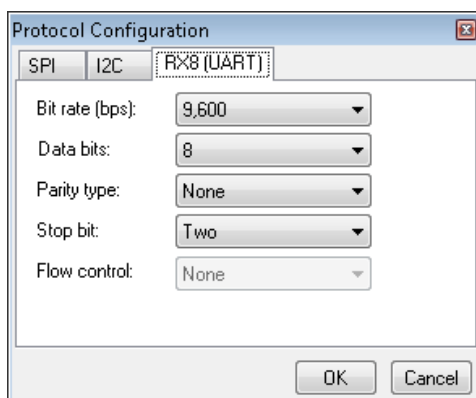 Protocol Configuration
SPI I2C RX8 (UART)
Bit rate (bps): 9,600
Data bits: 8
Parity type: None
Stop bit: Two
Flow control: None
OK Cancel